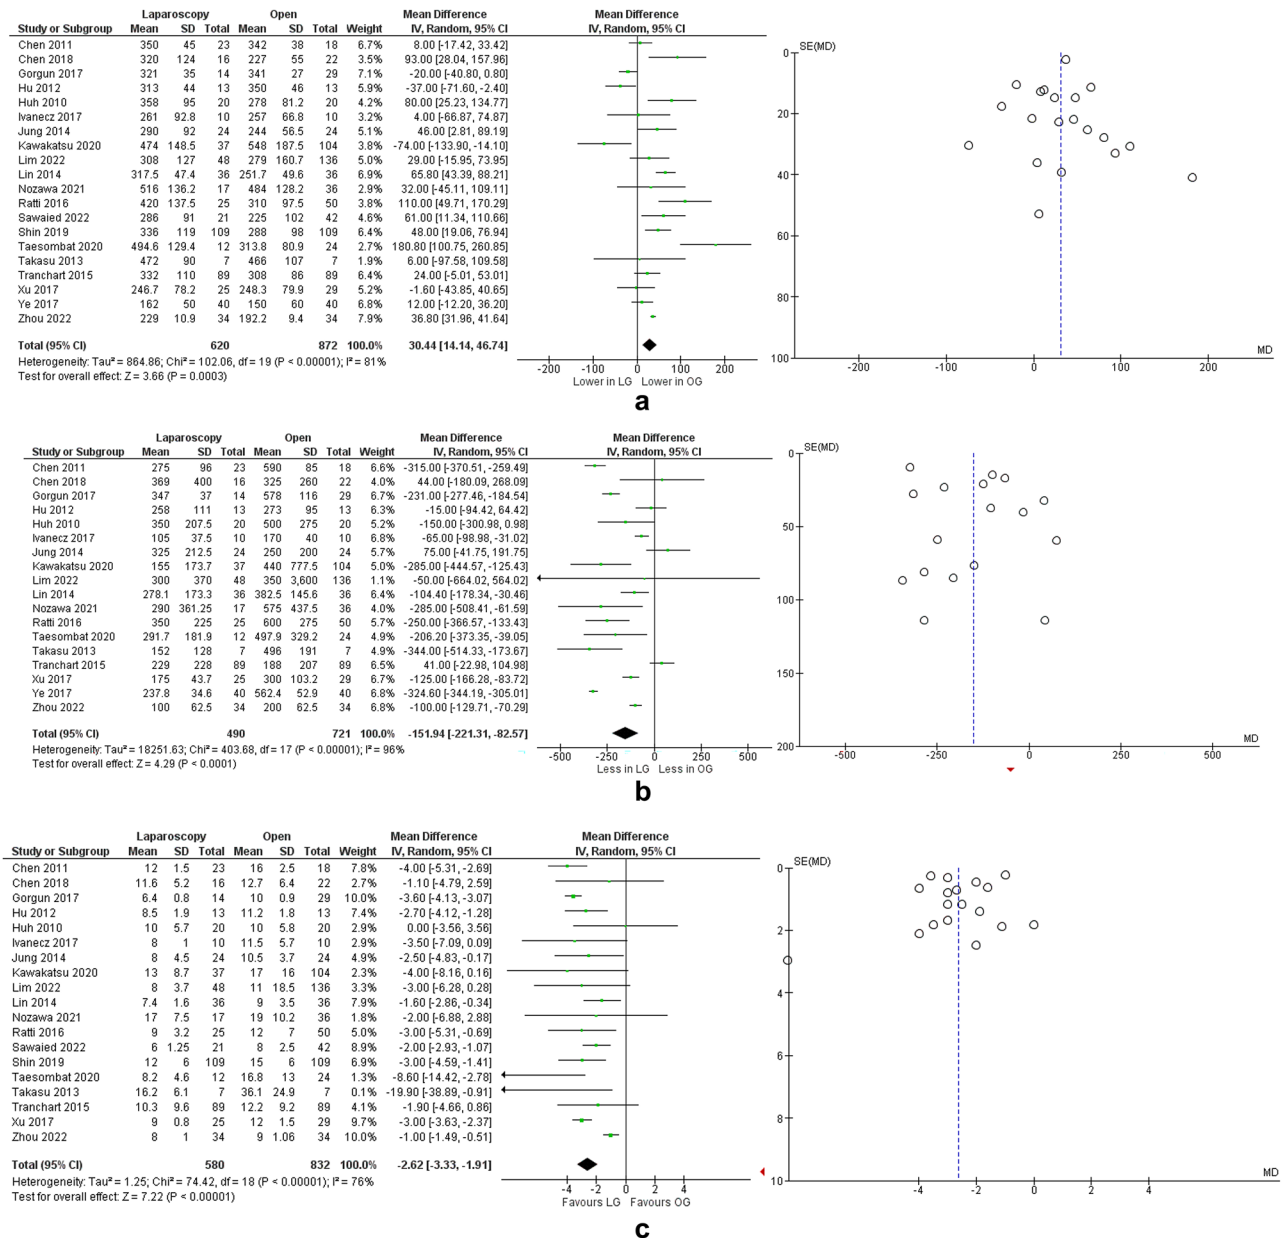 Laparoscopy Open Mean Difference Mean Difference
Study or Subgroup Mean SD Total Mean SD Total Weight IV, Random, 95% CI IV, Random, 95% CI
Chen 2011 350 45 23 342 38 18 6.7% 8.00 [-17.42, 33.42]
Chen 2018 320 124 16 227 55 22 2.8% 93.00 [28.04, 157.96]
Gorgun 2017 321 35 14 341 27 29 7.1% -20.00 [-40.80, 0.80]
Hu 2012 313 44 13 350 46 13 5.7% -37.00 [-71.60, -2.40]
Huh 2010 358 95 20 278 81.2 20 3.6% 80.00 [25.23, 134.77]
Ivanecz 2017 261 92.8 10 257 66.8 10 2.5% 4.00 [-66.87, 74.87]
Jung 2014 290 92 24 244 56.5 24 4.7% 46.00 [2.81, 89.19]
Kawakatsu 2020 474 148.5 37 548 187.5 104 3.2% -74.00 [-133.90, -14.10]
Lim 2022 308 127 48 279 160.7 136 4.5% 29.00 [-15.95, 73.95]
Lin 2014 317.5 47.4 36 251.7 49.6 36 6.9% 65.80 [43.39, 88.21]
Nozawa 2021 516 136.2 17 484 128.2 36 2.2% 32.00 [-45.11, 109.11]
Ratti 2016 420 137.5 25 310 97.5 50 3.2% 110.00 [49.71, 170.29]
Sawaied 2022 286 91 21 225 102 42 4.0% 61.00 [11.34, 110.66]
Shin 2019 336 119 109 288 98 109 6.2% 48.00 [19.06, 76.94]
Taesombat 2020 494.6 129.4 12 313.8 80.9 24 2.1% 180.80 [100.75, 260.85]
Takasu 2013 472 90 7 466 107 7 1.4% 6.00 [-97.58, 109.58]
Tranchart 2015 332 110 89 308 86 89 6.2% 24.00 [-5.01, 53.01]
Xu 2017 246.7 78.2 25 248.3 79.9 29 4.8% -1.60 [-43.85, 40.65]
Ye 2017 162 50 40 150 60 40 6.8% 12.00 [-12.20, 36.20]
Zhou 2022 229 10.9 34 192.2 9.4 34 7.9% 36.80 [31.96, 41.64]
Total (95% CI) 620 872 100.0% 30.44 [14.14, 46.74]
Heterogeneity: Tau² = 864.86; Chi² = 102.06, df = 19 (P < 0.00001); I² = 81%
Test for overall effect: Z = 3.66 (P = 0.0003)
-200 -100 0 100 200
Lower in LG Lower in OG
SE(MD)
0
20
40
60
80
100
-200 -100 0 100 200
MD
a
Laparoscopy Open Mean Difference Mean Difference
Study or Subgroup Mean SD Total Mean SD Total Weight IV, Random, 95% CI IV, Random, 95% CI
Chen 2011 275 96 23 590 85 18 6.6% -315.00 [-370.51, -259.49]
Chen 2018 369 400 16 325 260 22 3.8% 44.00 [-180.09, 268.09]
Gorgun 2017 347 37 14 578 116 29 6.7% -231.00 [-277.46, -184.54]
Hu 2012 258 111 13 273 95 13 6.4% -15.00 [-94.42, 64.42]
Huh 2010 350 207.5 20 500 275 20 5.1% -150.00 [-300.98, 0.98]
Ivanecz 2017 105 37.5 10 170 40 10 6.8% -65.00 [-98.98, -31.02]
Jung 2014 325 212.5 24 250 200 24 5.7% 75.00 [-41.75, 191.75]
Kawakatsu 2020 155 173.7 37 440 777.5 104 5.0% -285.00 [-444.57, -125.43]
Lim 2022 300 370 48 350 3,600 136 1.1% -50.00 [-664.02, 564.02]
Lin 2014 278.1 173.3 36 382.5 145.6 36 6.4% -104.40 [-178.34, -30.46]
Nozawa 2021 290 361.25 17 575 437.5 36 3.9% -285.00 [-508.41, -61.59]
Ratti 2016 350 225 25 600 275 50 5.7% -250.00 [-366.57, -133.43]
Taesombat 2020 291.7 181.9 12 497.9 329.2 24 4.9% -206.20 [-373.35, -39.05]
Takasu 2013 152 128 7 496 191 7 4.8% -344.00 [-514.33, -173.67]
Tranchart 2015 229 228 89 188 207 89 6.5% 41.00 [-22.98, 104.98]
Xu 2017 175 43.7 25 300 103.2 29 6.8% -125.00 [-166.28, -83.72]
Ye 2017 237.8 34.6 40 562.4 52.9 40 6.8% -324.60 [-344.19, -305.01]
Zhou 2022 100 62.5 34 200 62.5 34 6.8% -100.00 [-129.71, -70.29]
Total (95% CI) 490 721 100.0% -151.94 [-221.31, -82.57]
Heterogeneity: Tau² = 18251.63; Chi² = 403.68, df = 17 (P < 0.00001); I² = 96%
Test for overall effect: Z = 4.29 (P < 0.0001)
-500 -250 0 250 500
Less in LG Less in OG
SE(MD)
0
50
100
150
200
-500 -250 0 250 500
MD
b
Laparoscopy Open Mean Difference Mean Difference
Study or Subgroup Mean SD Total Mean SD Total Weight IV, Random, 95% CI IV, Random, 95% CI
Chen 2011 12 1.5 23 16 2.5 18 7.8% -4.00 [-5.31, -2.69]
Chen 2018 11.6 5.2 16 12.7 6.4 22 2.7% -1.10 [-4.79, 2.59]
Gorgun 2017 6.4 0.8 14 10 0.9 29 10.0% -3.60 [-4.13, -3.07]
Hu 2012 8.5 1.9 13 11.2 1.8 13 7.4% -2.70 [-4.12, -1.28]
Huh 2010 10 5.7 20 10 5.8 20 2.9% 0.00 [-3.56, 3.56]
Ivanecz 2017 8 1 10 11.5 5.7 10 2.9% -3.50 [-7.09, 0.09]
Jung 2014 8 4.5 24 10.5 3.7 24 4.9% -2.50 [-4.83, -0.17]
Kawakatsu 2020 13 8.7 37 17 16 104 2.3% -4.00 [-8.16, 0.16]
Lim 2022 8 3.7 48 11 18.5 136 3.2% -3.00 [-6.28, 0.28]
Lin 2014 7.4 1.6 36 9 3.5 36 8.0% -1.60 [-2.86, -0.34]
Nozawa 2021 17 7.5 17 19 10.2 36 1.8% -2.00 [-6.88, 2.88]
Ratti 2016 9 3.2 25 12 7 50 5.0% -3.00 [-5.31, -0.69]
Sawaied 2022 6 1.25 21 8 2.5 42 8.9% -2.00 [-2.93, -1.07]
Shin 2019 12 6 109 15 6 109 6.9% -3.00 [-4.59, -1.41]
Taesombat 2020 8.2 4.6 12 16.8 13 24 1.3% -8.60 [-14.42, -2.78]
Takasu 2013 16.2 6.1 7 36.1 24.9 7 0.1% -19.90 [-38.89, -0.91]
Tranchart 2015 10.3 9.6 89 12.2 9.2 89 4.1% -1.90 [-4.66, 0.86]
Xu 2017 9 0.8 25 12 1.5 29 9.7% -3.00 [-3.63, -2.37]
Zhou 2022 8 1 34 9 1.06 34 10.0% -1.00 [-1.49, -0.51]
Total (95% CI) 580 832 100.0% -2.62 [-3.33, -1.91]
Heterogeneity: Tau² = 1.25; Chi² = 74.42, df = 18 (P < 0.00001); I² = 76%
Test for overall effect: Z = 7.22 (P < 0.00001)
-4 -2 0 2 4
Favours LG Favours OG
SE(MD)
0
2
4
6
8
10
-4 -2 0 2 4
MD
c